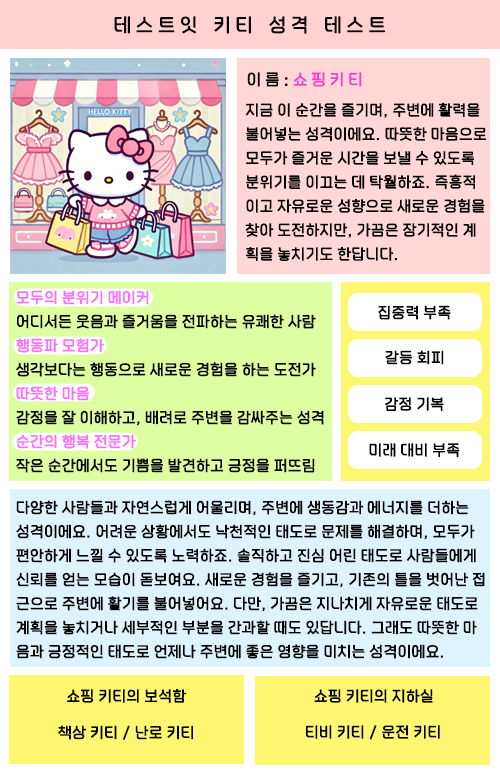 테스트잇 키티 성격 테스트
HELLO KITTY
이름 : 쇼핑키티
지금 이 순간을 즐기며, 주변에 활력을
불어넣는 성격이에요. 따뜻한 마음으로
모두가 즐거운 시간을 보낼 수 있도록
분위기를 이끄는 데 탁월하죠. 즉흥적
이고 자유로운 성향으로 새로운 경험을
찾아 도전하지만, 가끔은 장기적인 계
획을 놓치기도 한답니다.
모두의 분위기 메이커
어디서든 웃음과 즐거움을 전파하는 유쾌한 사람
행동파 모험가
생각보다는 행동으로 새로운 경험을 하는 도전가
따뜻한 마음
감정을 잘 이해하고, 배려로 주변을 감싸주는 성격
순간의 행복 전문가
작은 순간에서도 기쁨을 발견하고 긍정을 퍼뜨림
집중력 부족
갈등 회피
감정 기복
미래 대비 부족
다양한 사람들과 자연스럽게 어울리며, 주변에 생동감과 에너지를 더하는
성격이에요. 어려운 상황에서도 낙천적인 태도로 문제를 해결하며, 모두가
편안하게 느낄 수 있도록 노력하죠. 솔직하고 진심 어린 태도로 사람들에게
신뢰를 얻는 모습이 돋보여요. 새로운 경험을 즐기고, 기존의 틀을 벗어난 접
근으로 주변에 활기를 불어넣어요. 다만, 가끔은 지나치게 자유로운 태도로
계획을 놓치거나 세부적인 부분을 간과할 때도 있답니다. 그래도 따뜻한 마
음과 긍정적인 태도로 언제나 주변에 좋은 영향을 미치는 성격이에요.
쇼핑 키티의 보석함
책상 키티 / 난로 키티
쇼핑 키티의 지하실
티비 키티 / 운전 키티